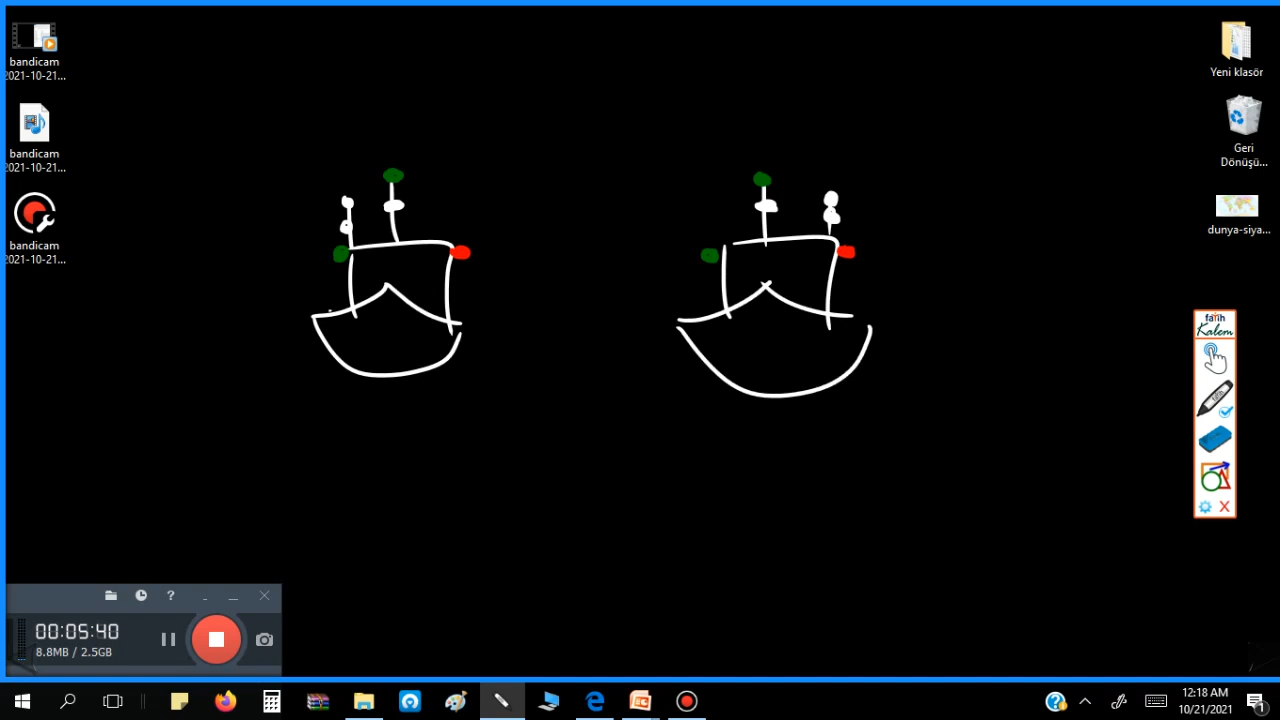 bandicam
2021-10-21...
bandicam
2021-10-21...
bandicam
2021-10-21...
Yeni klasör
Geri
Dönüşü...
dunya-siya...
fatih
Kalem
?
00:05:40
8.8MB / 2.5GB
12:18 AM
10/21/2021
1